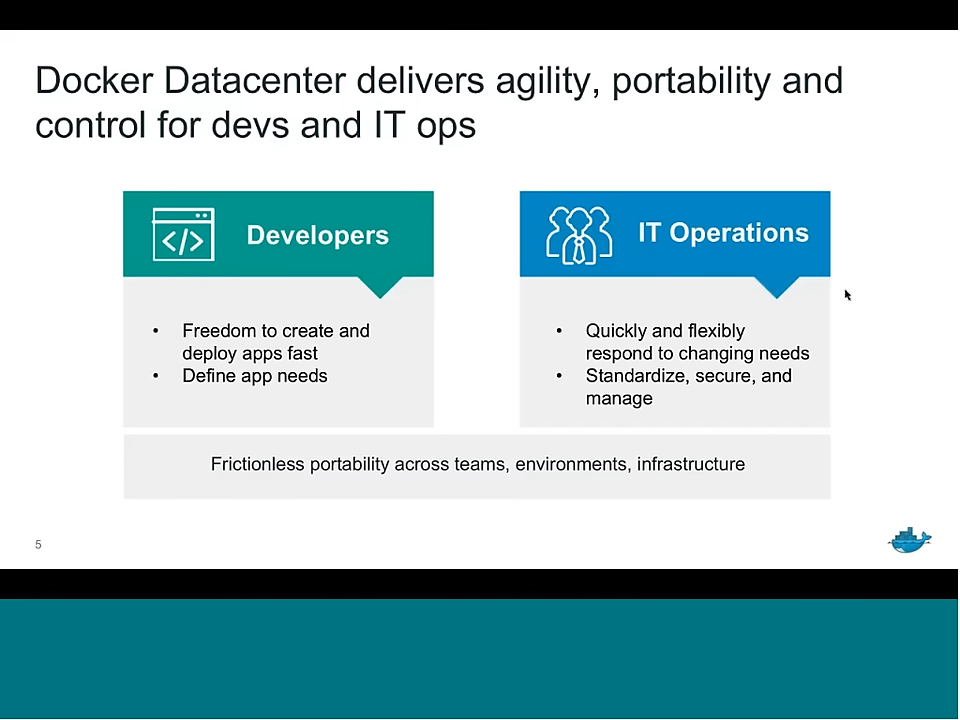 Docker Datacenter delivers agility, portability and
control for devs and IT ops
</>
Developers
• Freedom to create and
deploy apps fast
• Define app needs
IT Operations
• Quickly and flexibly
respond to changing needs
• Standardize, secure, and
manage
Frictionless portability across teams, environments, infrastructure
5